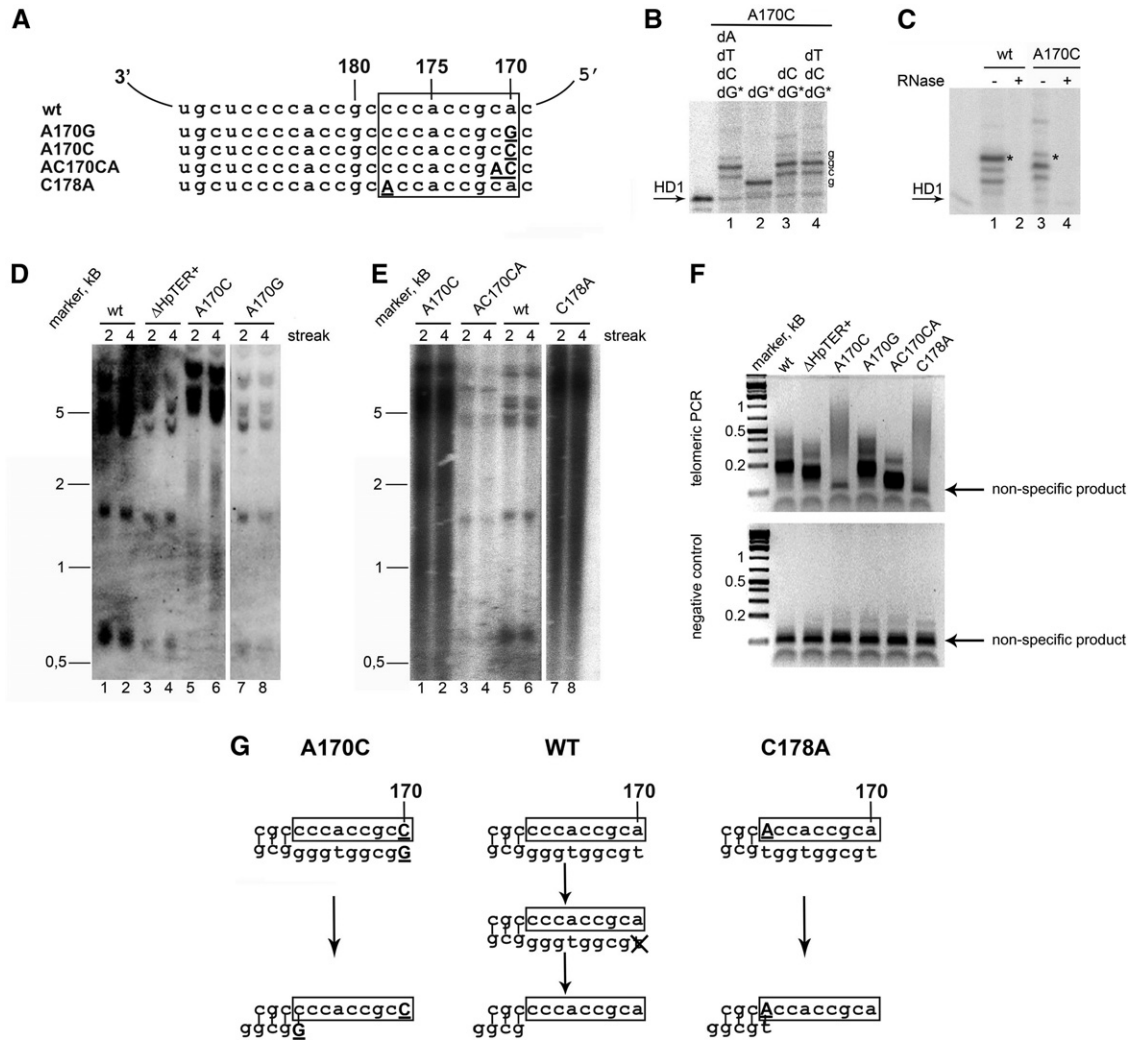 A
180 175 170
3′ 5′
wt ugcuccccaccgcccaccgcac
A170G ugcuccccaccgcccaccgcGc
A170C ugcuccccaccgcccaccgcCc
AC170CA ugcuccccaccgcccaccgACc
C178A ugcuccccaccgcAccaccgcac
B
A170C
dA
dT dT
dC dC dC
dG* dG* dG* dG*
g
g
c
g
HD1
1 2 3 4
C
wt A170C
RNase - + - +
*
*
HD1
1 2 3 4
D
marker, kB wt ΔHpTER+ A170C A170G
2 4 2 4 2 4 2 4 streak
5
2
1
0,5
1 2 3 4 5 6 7 8
E
marker, kB A170C AC170CA wt C178A
2 4 2 4 2 4 2 4 streak
5
2
1
0,5
1 2 3 4 5 6 7 8
F
marker, kB wt ΔHpTER+ A170C A170G AC170CA C178A
telomeric PCR
1
0.5
0.2
non-specific product
negative control
1
0.5
0.2
non-specific product
G A170C WT C178A
170 170 170
cgccccaccgcC cgccccaccgca cgcAccaccgca
gcggggtggcgG gcggggtggcgt gcgtggtggcgt
cgccccaccgca
gcggggtggcg
cgccccaccgcC cgccccaccgca cgcAccaccgca
ggcgG ggcg ggcgt